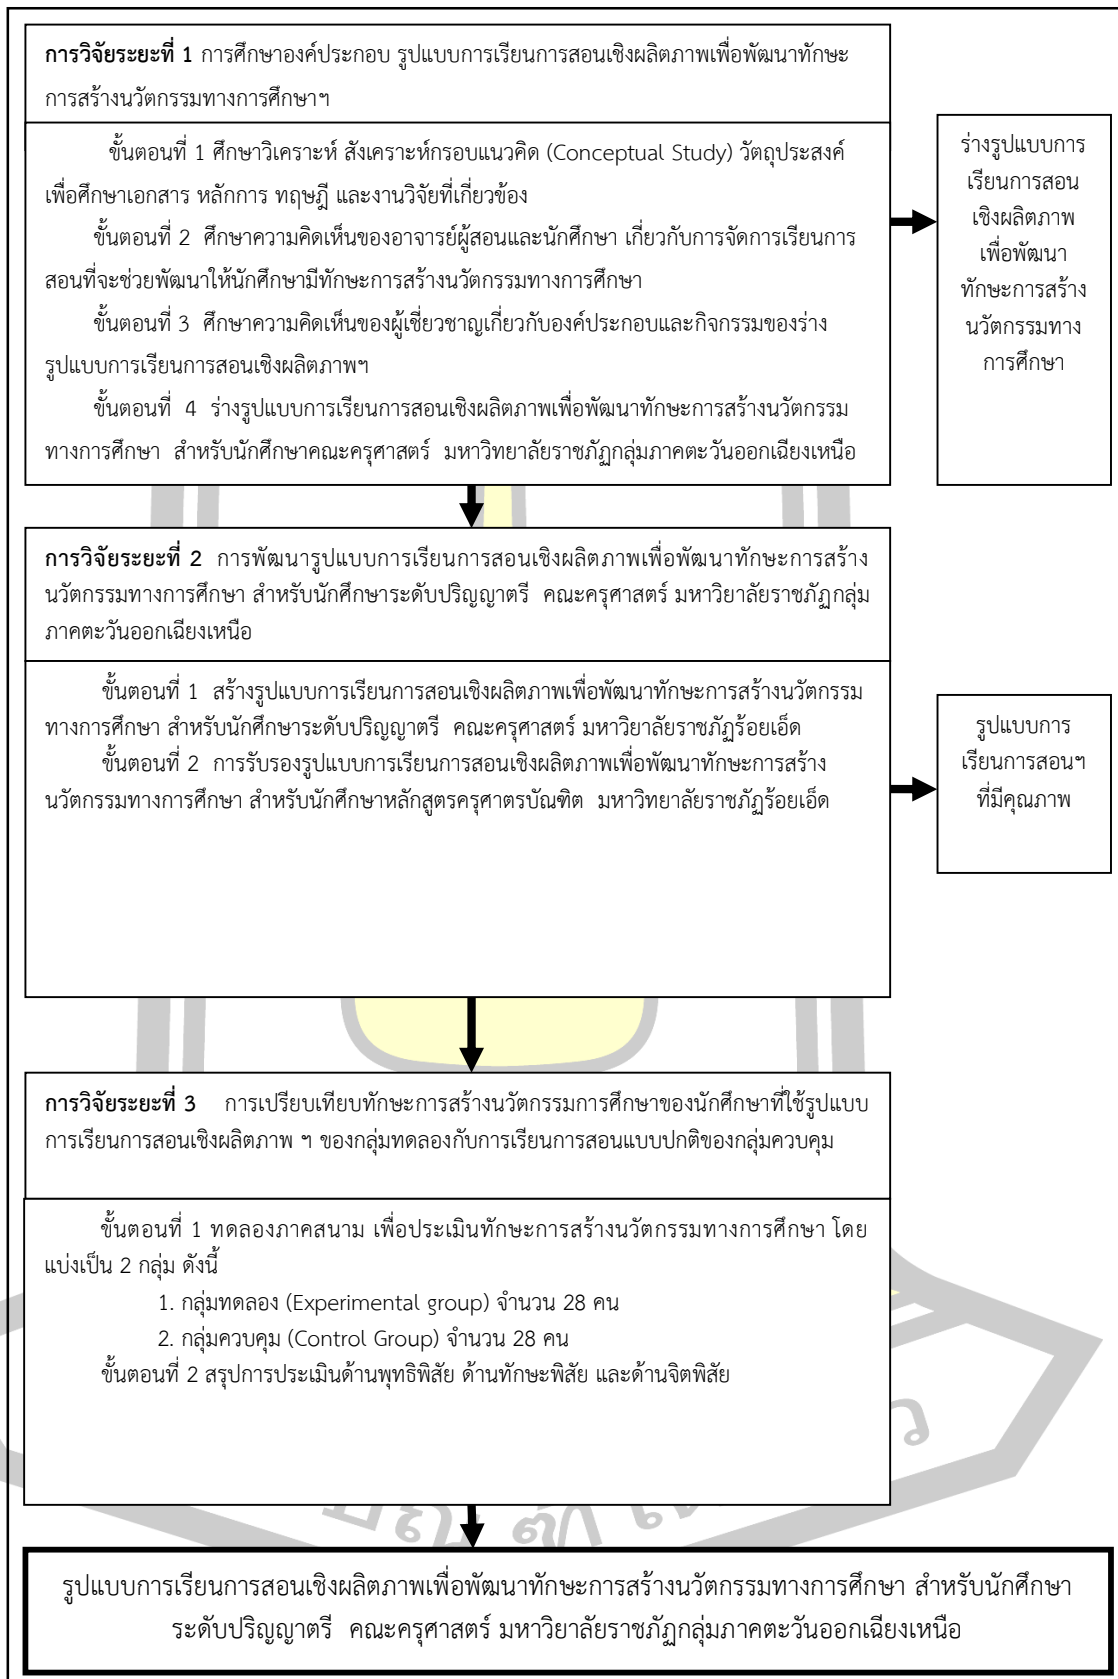 การวิจัยระยะที่ 1 การศึกษาองค์ประกอบ รูปแบบการเรียนการสอนเชิงผลิตภาพเพื่อพัฒนาทักษะ
การสร้างนวัตกรรมทางการศึกษาฯ
ขั้นตอนที่ 1 ศึกษาวิเคราะห์ สังเคราะห์กรอบแนวคิด (Conceptual Study) วัตถุประสงค์
เพื่อศึกษาเอกสาร หลักการ ทฤษฎี และงานวิจัยที่เกี่ยวข้อง
ขั้นตอนที่ 2 ศึกษาความคิดเห็นของอาจารย์ผู้สอนและนักศึกษา เกี่ยวกับการจัดการเรียนการ
สอนที่จะช่วยพัฒนาให้นักศึกษามีทักษะการสร้างนวัตกรรมทางการศึกษา
ขั้นตอนที่ 3 ศึกษาความคิดเห็นของผู้เชี่ยวชาญเกี่ยวกับองค์ประกอบและกิจกรรมของร่าง
รูปแบบการเรียนการสอนเชิงผลิตภาพฯ
ขั้นตอนที่ 4 ร่างรูปแบบการเรียนการสอนเชิงผลิตภาพเพื่อพัฒนาทักษะการสร้างนวัตกรรม
ทางการศึกษา สำหรับนักศึกษาคณะครุศาสตร์ มหาวิทยาลัยราชภัฏกลุ่มภาคตะวันออกเฉียงเหนือ
ร่างรูปแบบการ
เรียนการสอน
เชิงผลิตภาพ
เพื่อพัฒนา
ทักษะการสร้าง
นวัตกรรมทาง
การศึกษา
การวิจัยระยะที่ 2 การพัฒนารูปแบบการเรียนการสอนเชิงผลิตภาพเพื่อพัฒนาทักษะการสร้าง
นวัตกรรมทางการศึกษา สำหรับนักศึกษาระดับปริญญาตรี คณะครุศาสตร์ มหาวิยาลัยราชภัฏกลุ่ม
ภาคตะวันออกเฉียงเหนือ
ขั้นตอนที่ 1 สร้างรูปแบบการเรียนการสอนเชิงผลิตภาพเพื่อพัฒนาทักษะการสร้างนวัตกรรม
ทางการศึกษา สำหรับนักศึกษาระดับปริญญาตรี คณะครุศาสตร์ มหาวิทยาลัยราชภัฏร้อยเอ็ด
ขั้นตอนที่ 2 การรับรองรูปแบบการเรียนการสอนเชิงผลิตภาพเพื่อพัฒนาทักษะการสร้าง
นวัตกรรมทางการศึกษา สำหรับนักศึกษาหลักสูตรครุศาตรบัณฑิต มหาวิทยาลัยราชภัฏร้อยเอ็ด
รูปแบบการ
เรียนการสอนฯ
ที่มีคุณภาพ
การวิจัยระยะที่ 3 การเปรียบเทียบทักษะการสร้างนวัตกรรมการศึกษาของนักศึกษาที่ใช้รูปแบบ
การเรียนการสอนเชิงผลิตภาพ ฯ ของกลุ่มทดลองกับการเรียนการสอนแบบปกติของกลุ่มควบคุม
ขั้นตอนที่ 1 ทดลองภาคสนาม เพื่อประเมินทักษะการสร้างนวัตกรรมทางการศึกษา โดย
แบ่งเป็น 2 กลุ่ม ดังนี้
1. กลุ่มทดลอง (Experimental group) จำนวน 28 คน
2. กลุ่มควบคุม (Control Group) จำนวน 28 คน
ขั้นตอนที่ 2 สรุปการประเมินด้านพุทธิพิสัย ด้านทักษะพิสัย และด้านจิตพิสัย
รูปแบบการเรียนการสอนเชิงผลิตภาพเพื่อพัฒนาทักษะการสร้างนวัตกรรมทางการศึกษา สำหรับนักศึกษา
ระดับปริญญาตรี คณะครุศาสตร์ มหาวิทยาลัยราชภัฏกลุ่มภาคตะวันออกเฉียงเหนือ